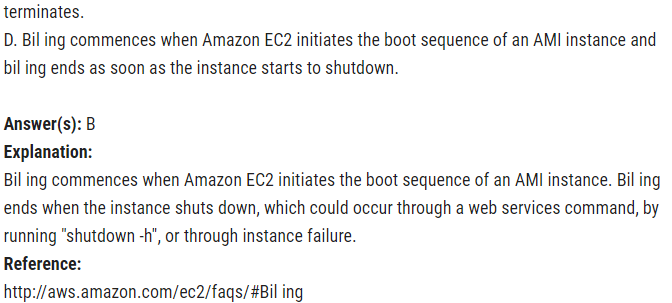 terminates.
D. Bil ing commences when Amazon EC2 initiates the boot sequence of an AMI instance and
bil ing ends as soon as the instance starts to shutdown.
Answer(s): B
Explanation:
Bil ing commences when Amazon EC2 initiates the boot sequence of an AMI instance. Bil ing
ends when the instance shuts down, which could occur through a web services command, by
running "shutdown -h", or through instance failure.
Reference:
http://aws.amazon.com/ec2/faqs/#Bil ing